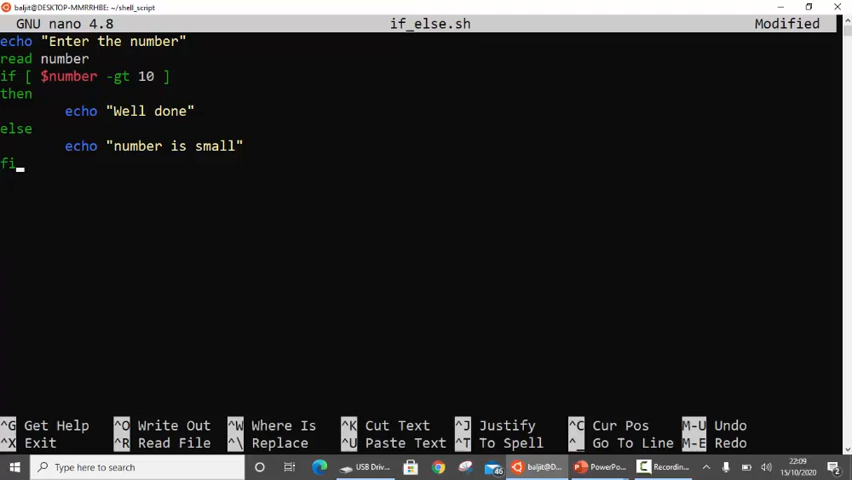 baljit@DESKTOP-MMRRHBE: ~/shell_script
GNU nano 4.8 if_else.sh Modified
echo "Enter the number"
read number
if [ $number -gt 10 ]
then
echo "Well done"
else
echo "number is small"
fi
^G Get Help ^O Write Out ^W Where Is ^K Cut Text ^J Justify ^C Cur Pos M-U Undo
^X Exit ^R Read File ^\ Replace ^U Paste Text ^T To Spell ^_ Go To Line M-E Redo
Type here to search USB Driv... 46 baljit@D... PowerPo... Recordin... 22:09
15/10/2020 2